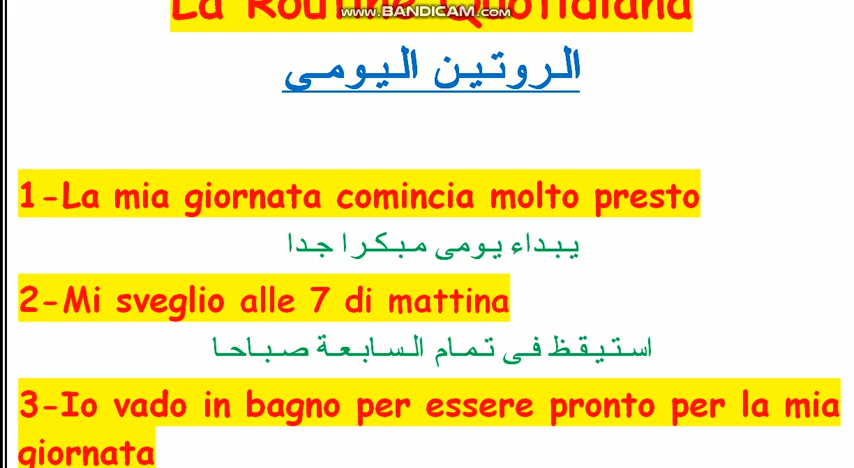 La Routine Quotidiana
www.BANDICAM.com
الروتين اليومى
1-La mia giornata comincia molto presto
يبداء يومى مبكرا جدا
2-Mi sveglio alle 7 di mattina
استيقظ فى تمام السابعة صباحا
3-Io vado in bagno per essere pronto per la mia
giornata